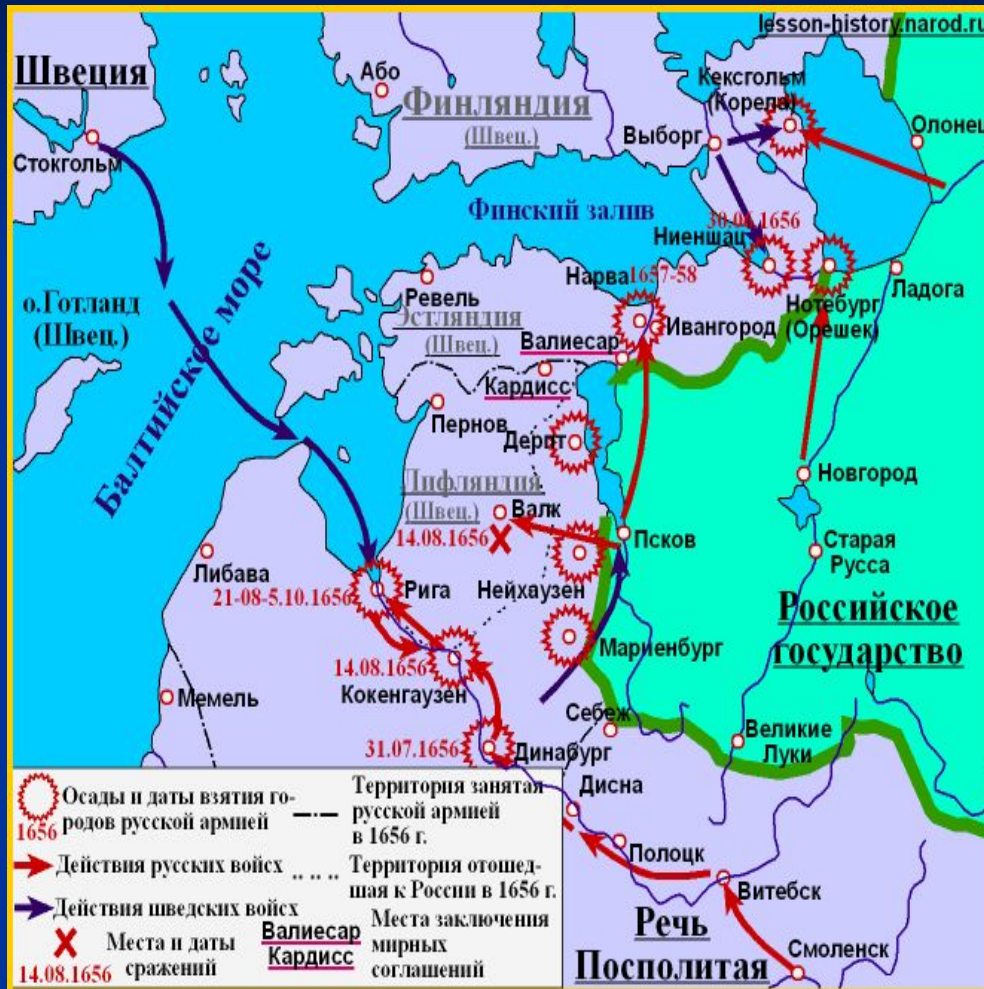 lesson-history.narod.ru
Швеция
Або
Кексгольм
(Корела)
Финляндия
(Швец.)
Олонец
Выборг
Стокгольм
Финский залив
30.06.1656
Ниеншац
Нарва 1657-58
Ревель
о.Готланд
(Швец.)
Балтийское море
Эстляндия
(Швец.)
Ивангород
Нотебург
(Орешек)
Ладога
Валиесар
Кардисс
Пернов
Дерпт
Лифляндия
(Швец.)
Валк
14.08.1656
Новгород
Псков
Старая
Русса
Либава
Рига
21-08-5.10.1656
Нейхаузен
Российское
государство
Мариенбург
14.08.1656
Кокенгаузен
Мемель
Себеж
Великие
Луки
31.07.1656
Динабург
Дисна
Полоцк
Витебск
Речь
Посполитая
Смоленск
Осады и даты взятия го-
родов русской армией
1656
Действия русских войсх
Действия шведских войсх
Места и даты
сражений
14.08.1656
Территория занятая
русской армией
в 1656 г.
Территория отошед-
шая к России в 1656 г.
Валиесар
Кардисс
Места заключения
мирных
соглашений